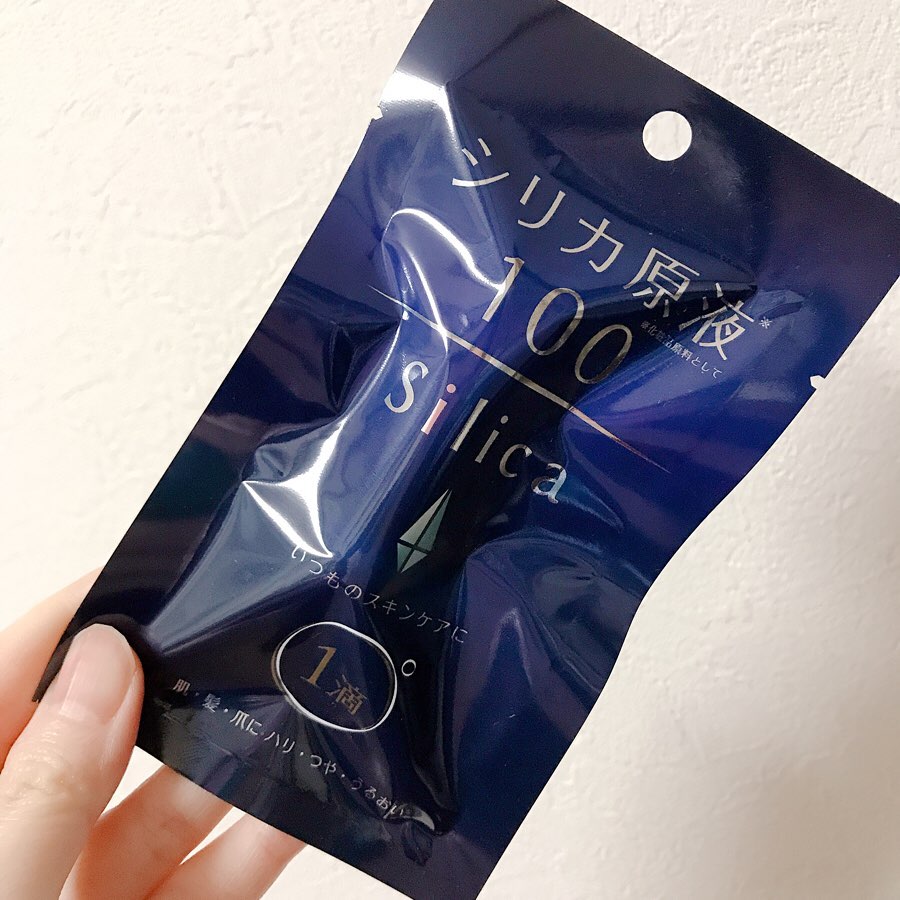 シリカ原液※
※化粧品原料として
100
silica
いつものスキンケアに
1滴
肌・髪・爪に ハリ・つや・うるおい